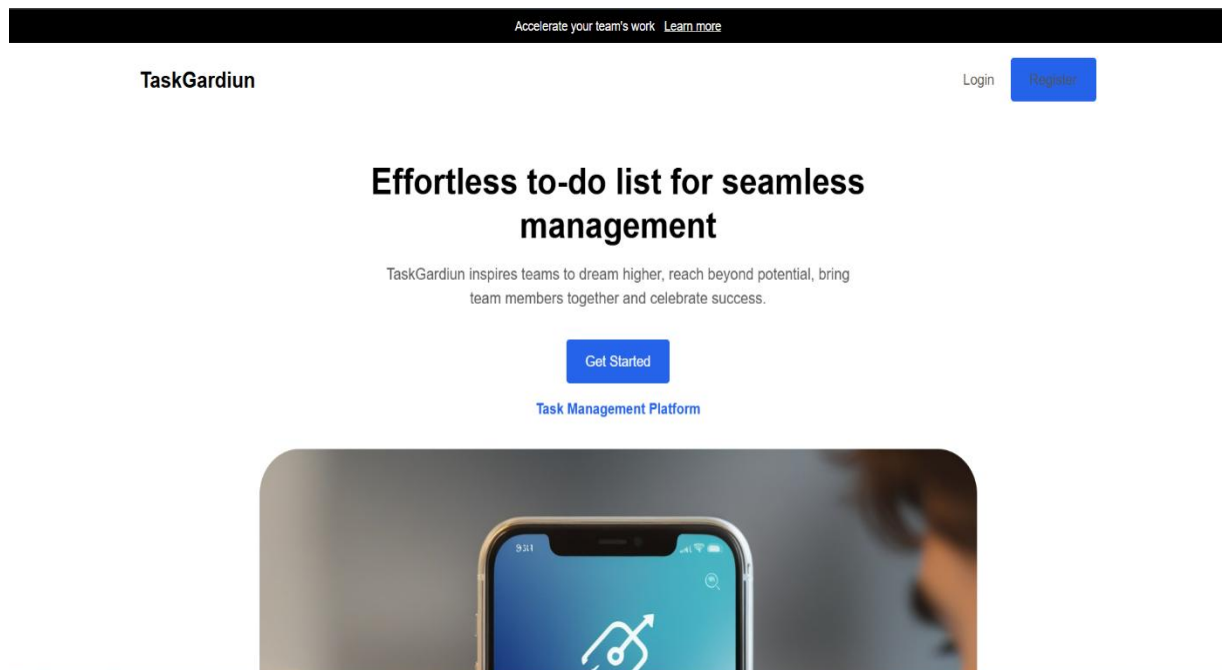 Accelerate your team's work Learn more
TaskGardiun
Login Register
Effortless to-do list for seamless
management
TaskGardiun inspires teams to dream higher, reach beyond potential, bring
team members together and celebrate success.
Get Started
Task Management Platform